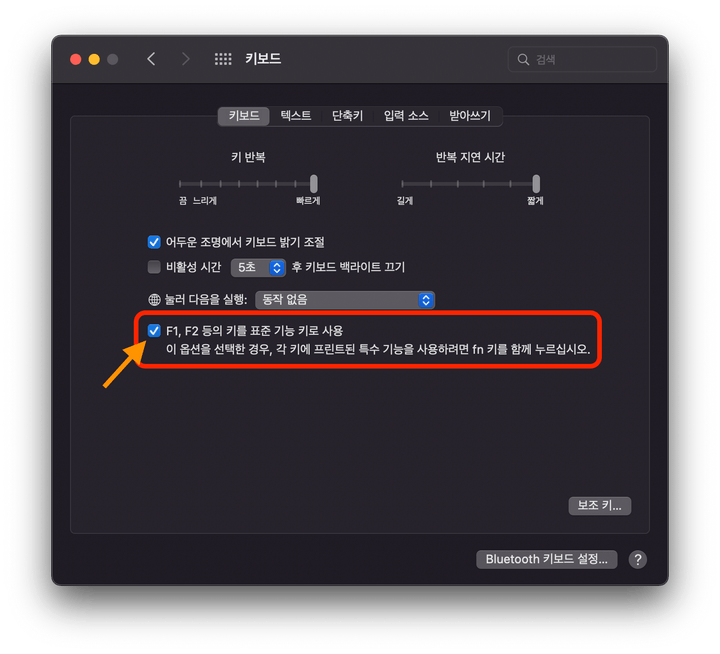 키보드
검색
키보드 텍스트 단축키 입력 소스 받아쓰기
키 반복 반복 지연 시간
끔 느리게 빠르게 길게 짧게
어두운 조명에서 키보드 밝기 조절
비활성 시간 5초 후 키보드 백라이트 끄기
눌러 다음을 실행: 동작 없음
F1, F2 등의 키를 표준 기능 키로 사용
이 옵션을 선택한 경우, 각 키에 프린트된 특수 기능을 사용하려면 fn 키를 함께 누르십시오.
보조 키...
Bluetooth 키보드 설정... ?